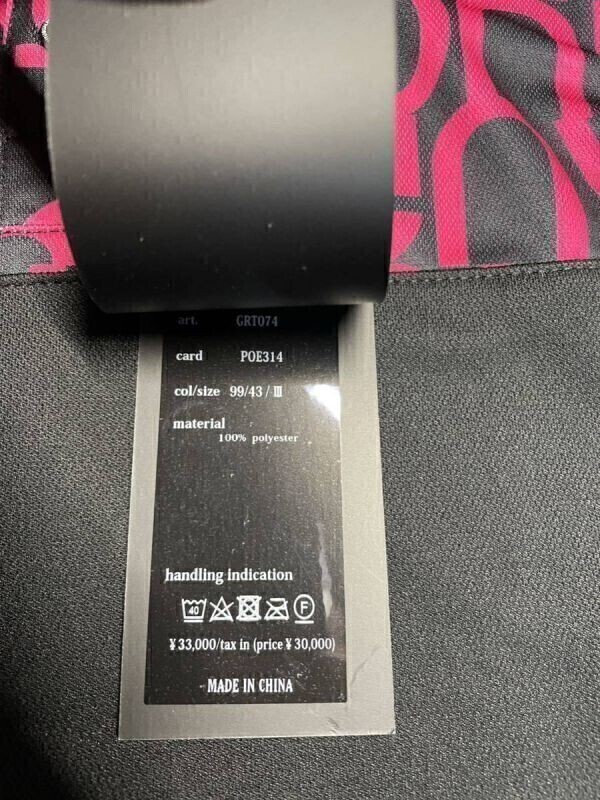 art. GRT074
card POE314
col/size 99/43 / Ⅲ
material
100% polyester
handling indication
40 F
¥ 33,000/tax in (price ¥ 30,000)
MADE IN CHINA